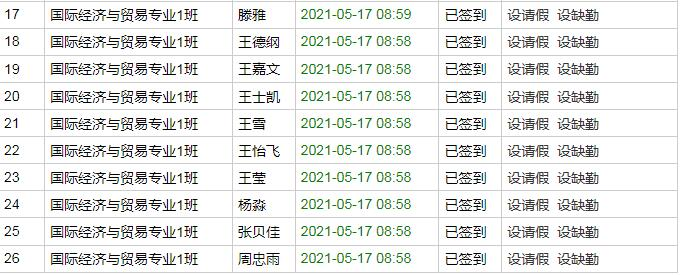 17 国际经济与贸易专业1班 滕雅 2021-05-17 08:59 已签到 设请假 设缺勤
18 国际经济与贸易专业1班 王德纲 2021-05-17 08:58 已签到 设请假 设缺勤
19 国际经济与贸易专业1班 王嘉文 2021-05-17 08:58 已签到 设请假 设缺勤
20 国际经济与贸易专业1班 王士凯 2021-05-17 08:58 已签到 设请假 设缺勤
21 国际经济与贸易专业1班 王雪 2021-05-17 08:58 已签到 设请假 设缺勤
22 国际经济与贸易专业1班 王怡飞 2021-05-17 08:58 已签到 设请假 设缺勤
23 国际经济与贸易专业1班 王莹 2021-05-17 08:58 已签到 设请假 设缺勤
24 国际经济与贸易专业1班 杨淼 2021-05-17 08:58 已签到 设请假 设缺勤
25 国际经济与贸易专业1班 张贝佳 2021-05-17 08:58 已签到 设请假 设缺勤
26 国际经济与贸易专业1班 周忠雨 2021-05-17 08:58 已签到 设请假 设缺勤